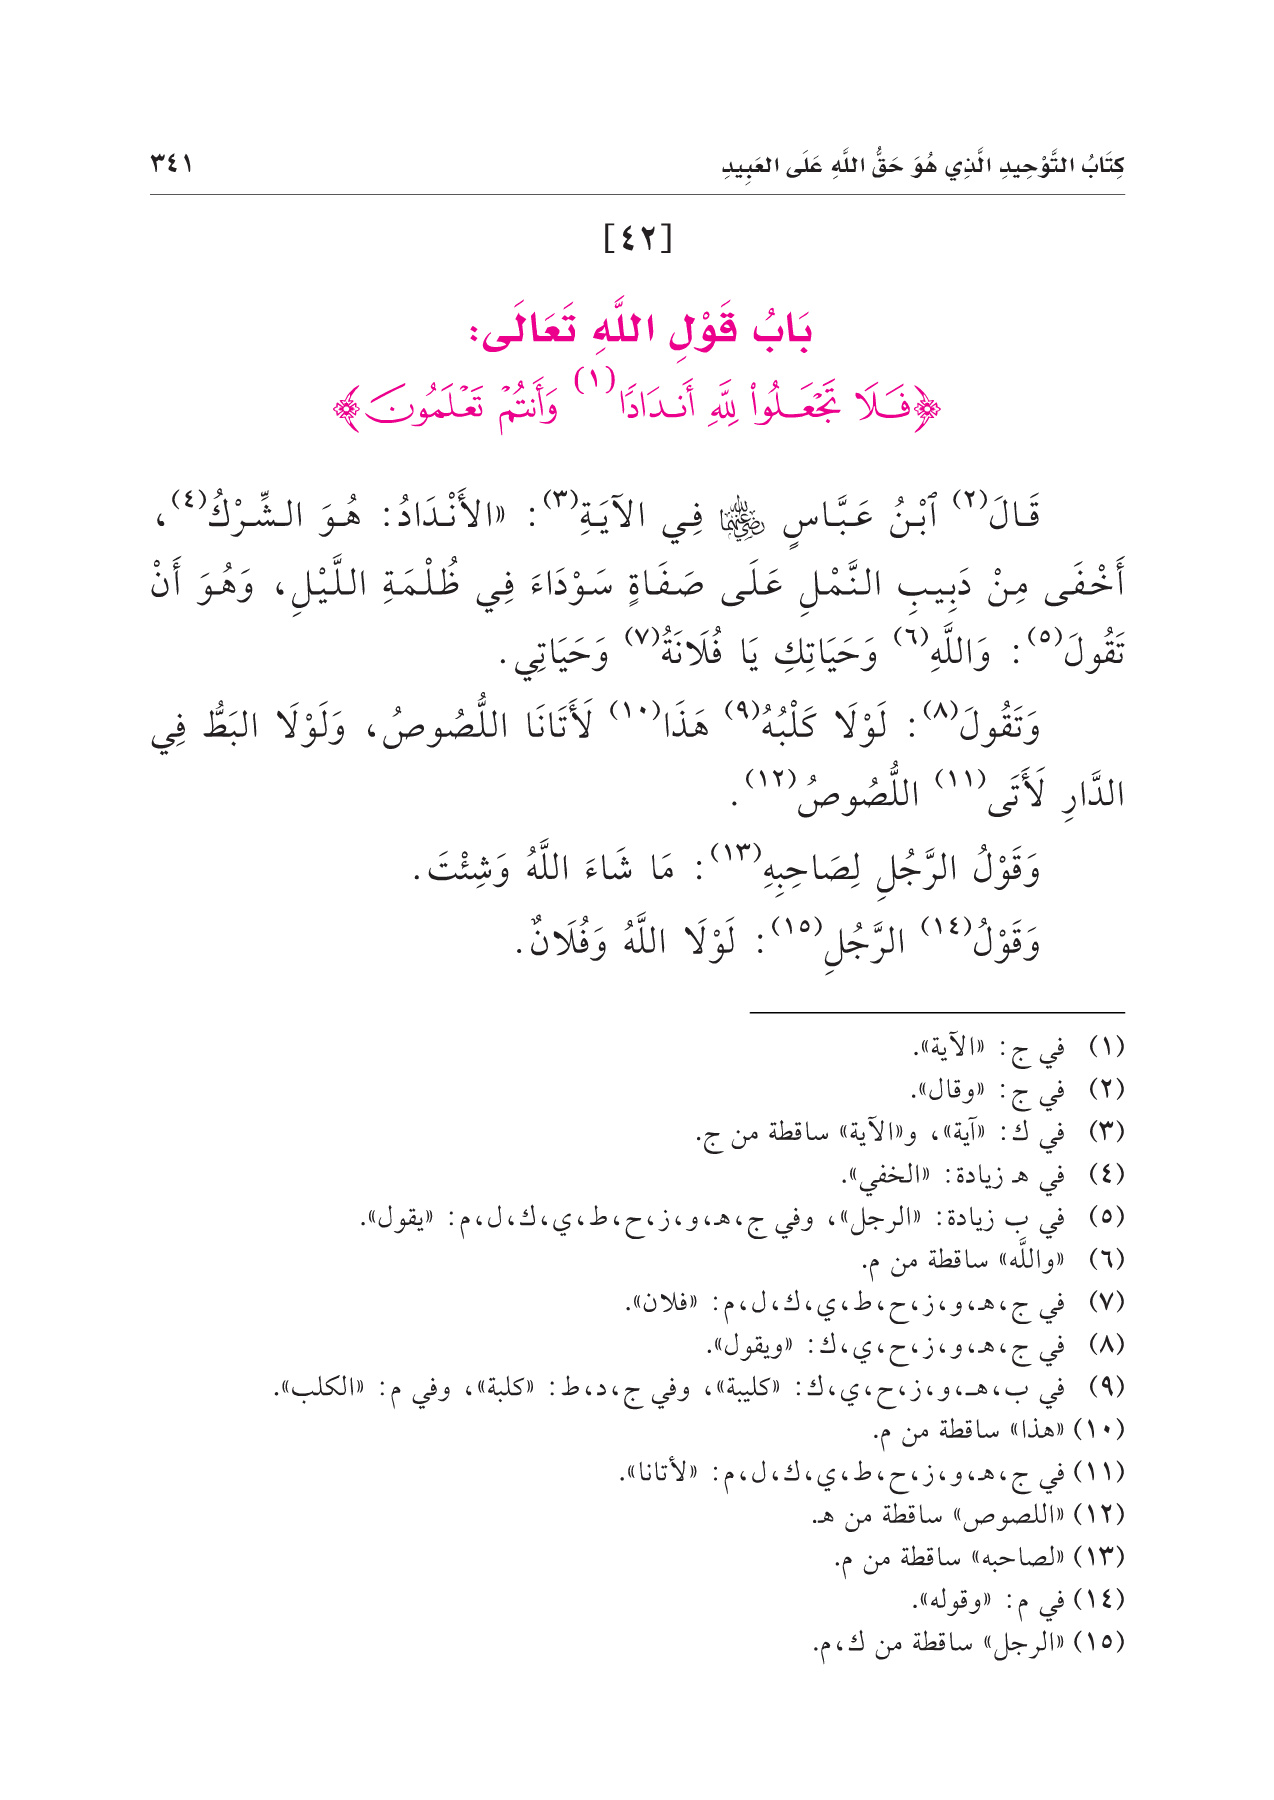 كِتَابُ التَّوْحِيدِ الَّذِي هُوَ حَقُّ اللَّهِ عَلَى العَبِيدِ ٣٤١
[٤٢]
بَابُ قَوْلِ اللَّهِ تَعَالَى:
﴿فَلَا تَجْعَلُوا۟ لِلَّهِ أَندَادًا(١) وَأَنتُمْ تَعْلَمُونَ﴾
قَالَ(٢) ٱبْنُ عَبَّاسٍ رضي الله عنهما فِي الآيَةِ(٣): «الأَنْدَادُ: هُوَ الشِّرْكُ(٤)،
أَخْفَى مِنْ دَبِيبِ النَّمْلِ عَلَى صَفَاةٍ سَوْدَاءَ فِي ظُلْمَةِ اللَّيْلِ، وَهُوَ أَنْ
تَقُولَ(٥): وَاللَّهِ(٦) وَحَيَاتِكِ يَا فُلَانَةُ(٧) وَحَيَاتِي.
وَتَقُولَ(٨): لَوْلَا كَلْبُهُ(٩) هَذَا(١٠) لَأَتَانَا اللُّصُوصُ، وَلَوْلَا البَطُّ فِي
الدَّارِ لَأَتَى(١١) اللُّصُوصُ(١٢).
وَقَوْلُ الرَّجُلِ لِصَاحِبِهِ(١٣): مَا شَاءَ اللَّهُ وَشِئْتَ.
وَقَوْلُ(١٤) الرَّجُلِ(١٥): لَوْلَا اللَّهُ وَفُلَانٌ.
(١) في ج: «الآية».
(٢) في ج: «وقال».
(٣) في ك: «آية»، و«الآية» ساقطة من ج.
(٤) في هـ زيادة: «الخفي».
(٥) في ب زيادة: «الرجل»، وفي ج،هـ،و،ز،ح،ط،ي،ك،ل،م: «يقول».
(٦) «واللَّه» ساقطة من م.
(٧) في ج،هـ،و،ز،ح،ط،ي،ك،ل،م: «فلان».
(٨) في ج،هـ،و،ز،ح،ي،ك: «ويقول».
(٩) في ب،هـ،و،ز،ح،ي،ك: «كليبة»، وفي ج،د،ط: «كلبة»، وفي م: «الكلب».
(١٠) «هذا» ساقطة من م.
(١١) في ج،هـ،و،ز،ح،ط،ي،ك،ل،م: «لأتانا».
(١٢) «اللصوص» ساقطة من هـ.
(١٣) «لصاحبه» ساقطة من م.
(١٤) في م: «وقوله».
(١٥) «الرجل» ساقطة من ك،م.